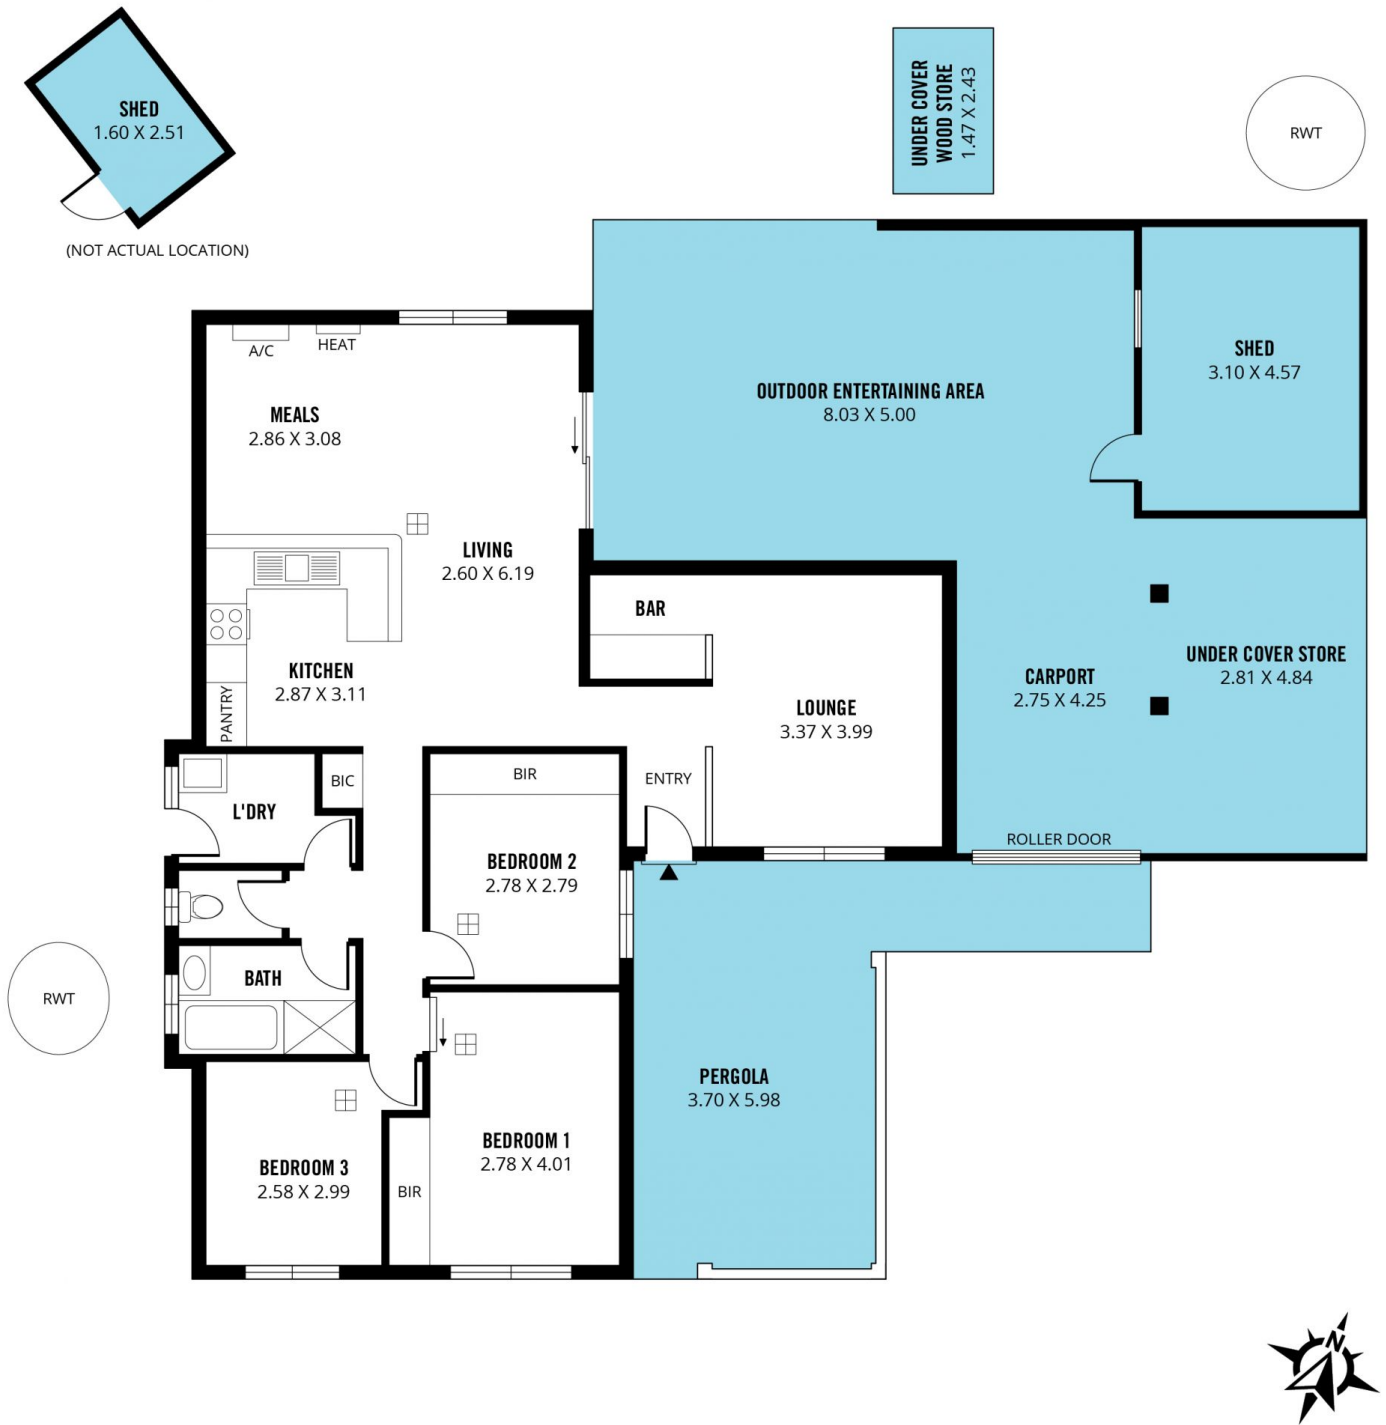 SHED
1.60 X 2.51
(NOT ACTUAL LOCATION)
UNDER COVER
WOOD STORE
1.47 X 2.43
RWT
A/C
HEAT
MEALS
2.86 X 3.08
OUTDOOR ENTERTAINING AREA
8.03 X 5.00
SHED
3.10 X 4.57
LIVING
2.60 X 6.19
BAR
KITCHEN
2.87 X 3.11
PANTRY
LOUNGE
3.37 X 3.99
CARPORT
2.75 X 4.25
UNDER COVER STORE
2.81 X 4.84
BIC
BIR
ENTRY
L'DRY
ROLLER DOOR
BEDROOM 2
2.78 X 2.79
BATH
RWT
PERGOLA
3.70 X 5.98
BEDROOM 1
2.78 X 4.01
BEDROOM 3
2.58 X 2.99
BIR
N